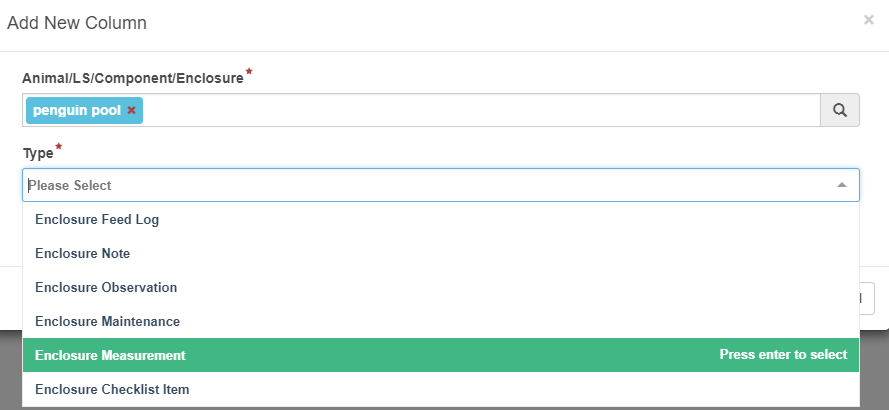 Add New Column ×
Animal/LS/Component/Enclosure*
penguin pool ×
Type*
Please Select
Enclosure Feed Log
Enclosure Note
Enclosure Observation
Enclosure Maintenance
Enclosure Measurement Press enter to select
Enclosure Checklist Item